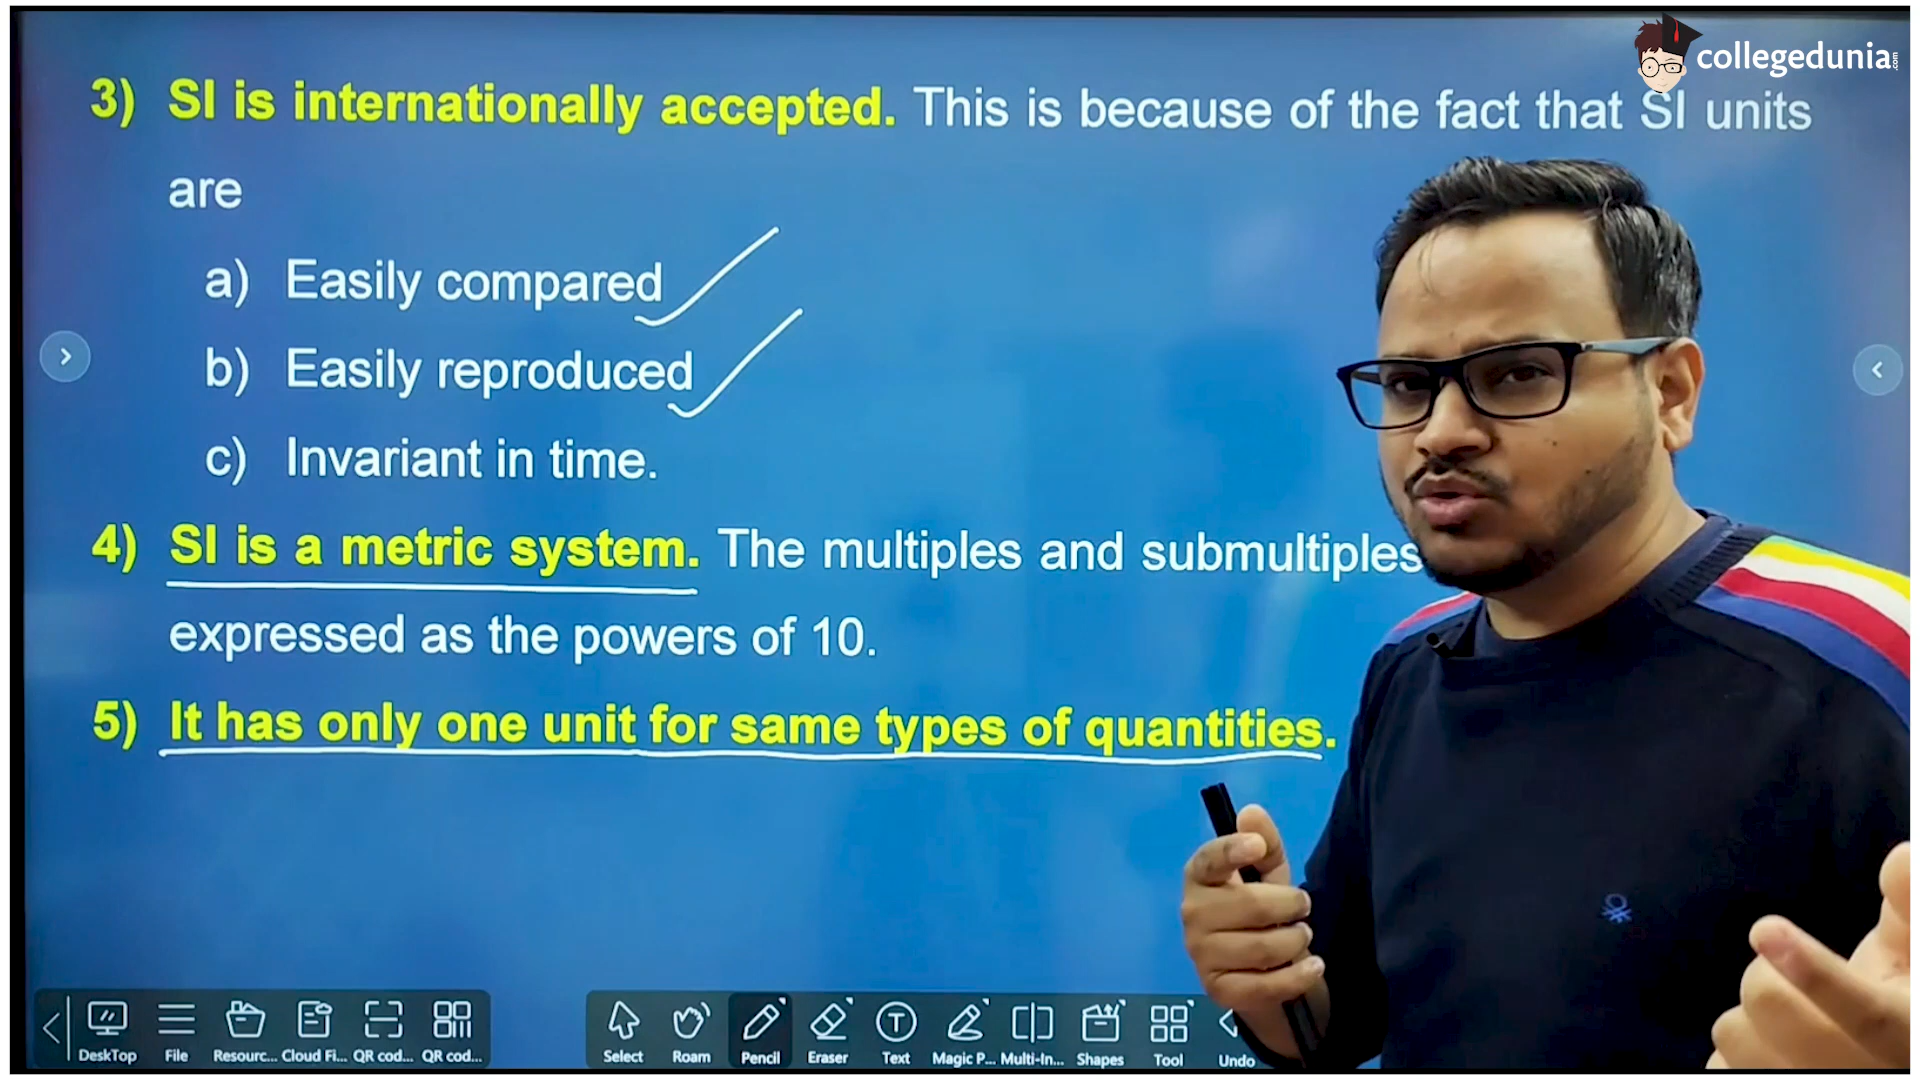 collegedunia.com
3) SI is internationally accepted. This is because of the fact that SI units
are
a) Easily compared
b) Easily reproduced
c) Invariant in time.
4) SI is a metric system. The multiples and submultiples
expressed as the powers of 10.
5) It has only one unit for same types of quantities.
DeskTop File Resourc... Cloud Fi... QR cod... QR cod... Select Roam Pencil Eraser Text Magic P... Multi-In... Shapes Tool Undo